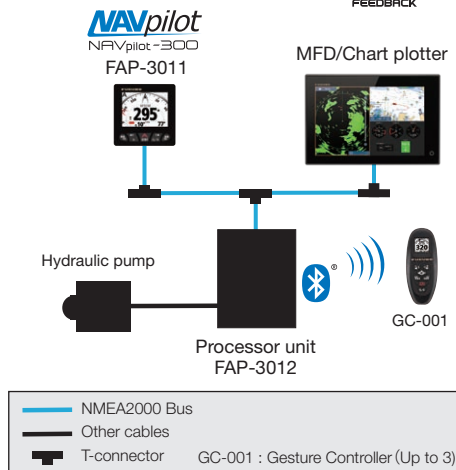 FEEDBACK
NAVpilot
NAVpilot-300
FAP-3011
MFD/Chart plotter
295°
Hydraulic pump
®
GC-001
Processor unit
FAP-3012
NMEA2000 Bus
Other cables
T-connector
GC-001 : Gesture Controller (Up to 3)